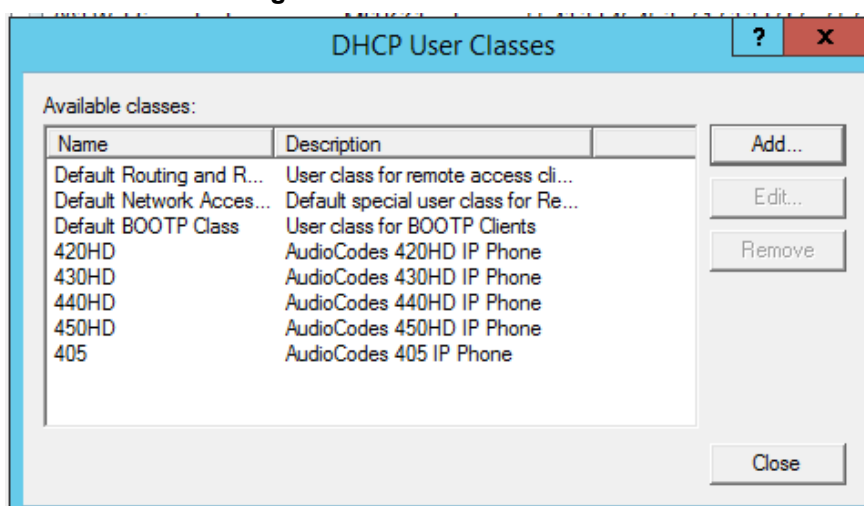 DHCP User Classes
?
x
Available classes:
Name Description
Add...
Default Routing and R... User class for remote access cli...
Default Network Acces... Default special user class for Re...
Edit...
Default BOOTP Class User class for BOOTP Clients
420HD AudioCodes 420HD IP Phone
Remove
430HD AudioCodes 430HD IP Phone
440HD AudioCodes 440HD IP Phone
450HD AudioCodes 450HD IP Phone
405 AudioCodes 405 IP Phone
Close